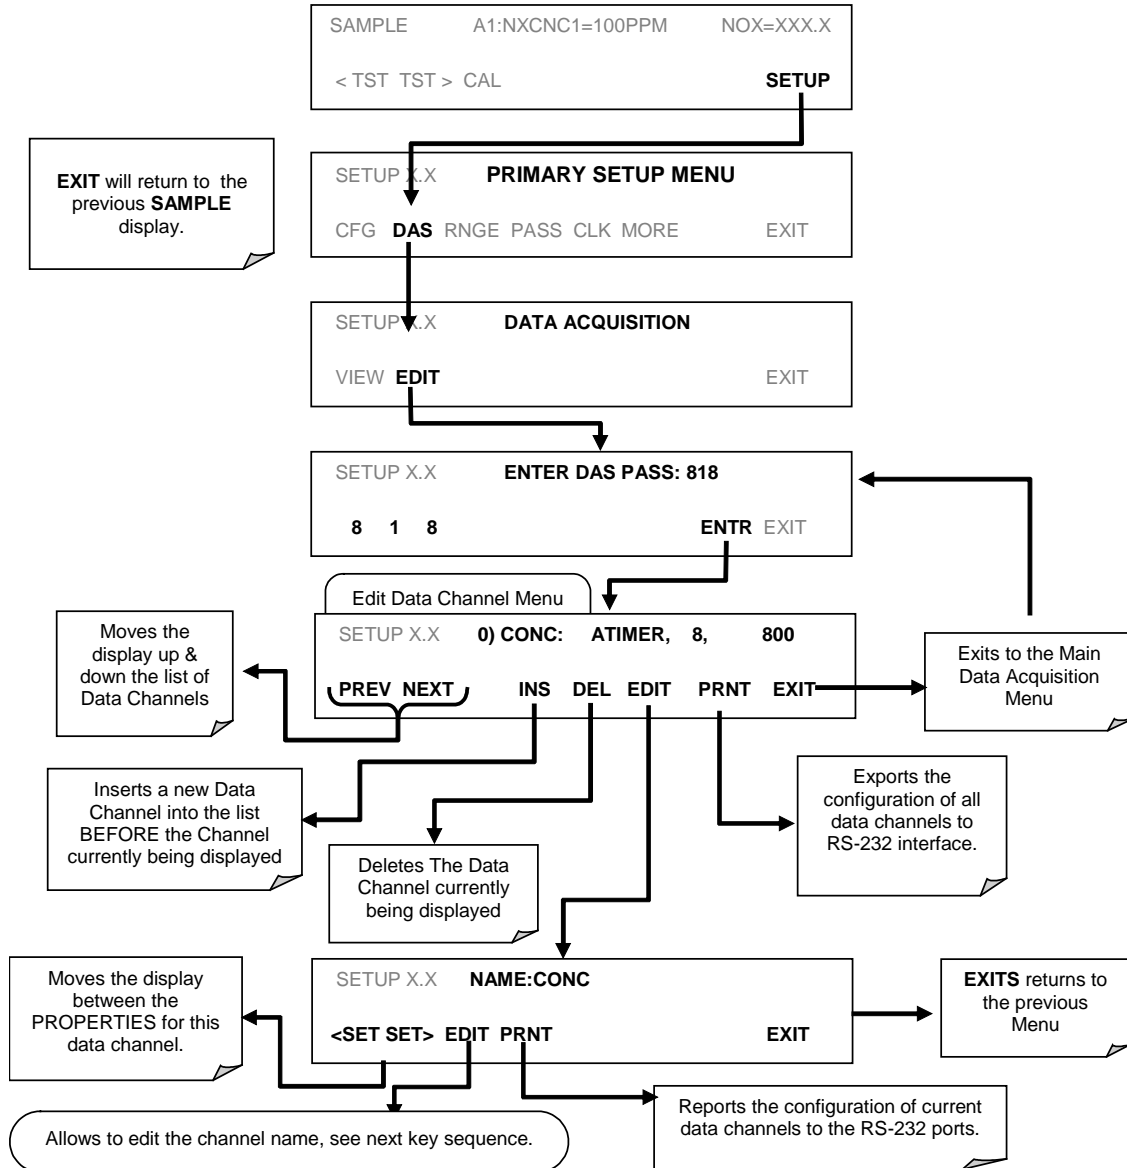 SAMPLE A1:NXCNC1=100PPM NOX=XXX.X
< TST TST > CAL SETUP
EXIT will return to the
previous SAMPLE
display.
SETUP X.X PRIMARY SETUP MENU
CFG DAS RNGE PASS CLK MORE EXIT
SETUP X.X DATA ACQUISITION
VIEW EDIT EXIT
SETUP X.X ENTER DAS PASS: 818
8 1 8 ENTR EXIT
Edit Data Channel Menu
SETUP X.X 0) CONC: ATIMER, 8, 800
PREV NEXT INS DEL EDIT PRNT EXIT
Moves the
display up &
down the list of
Data Channels
Exits to the Main
Data Acquisition
Menu
Inserts a new Data
Channel into the list
BEFORE the Channel
currently being displayed
Deletes The Data
Channel currently
being displayed
Exports the
configuration of all
data channels to
RS-232 interface.
SETUP X.X NAME:CONC
<SET SET> EDIT PRNT EXIT
Moves the display
between the
PROPERTIES for this
data channel.
EXITS returns to
the previous
Menu
Allows to edit the channel name, see next key sequence.
Reports the configuration of current
data channels to the RS-232 ports.